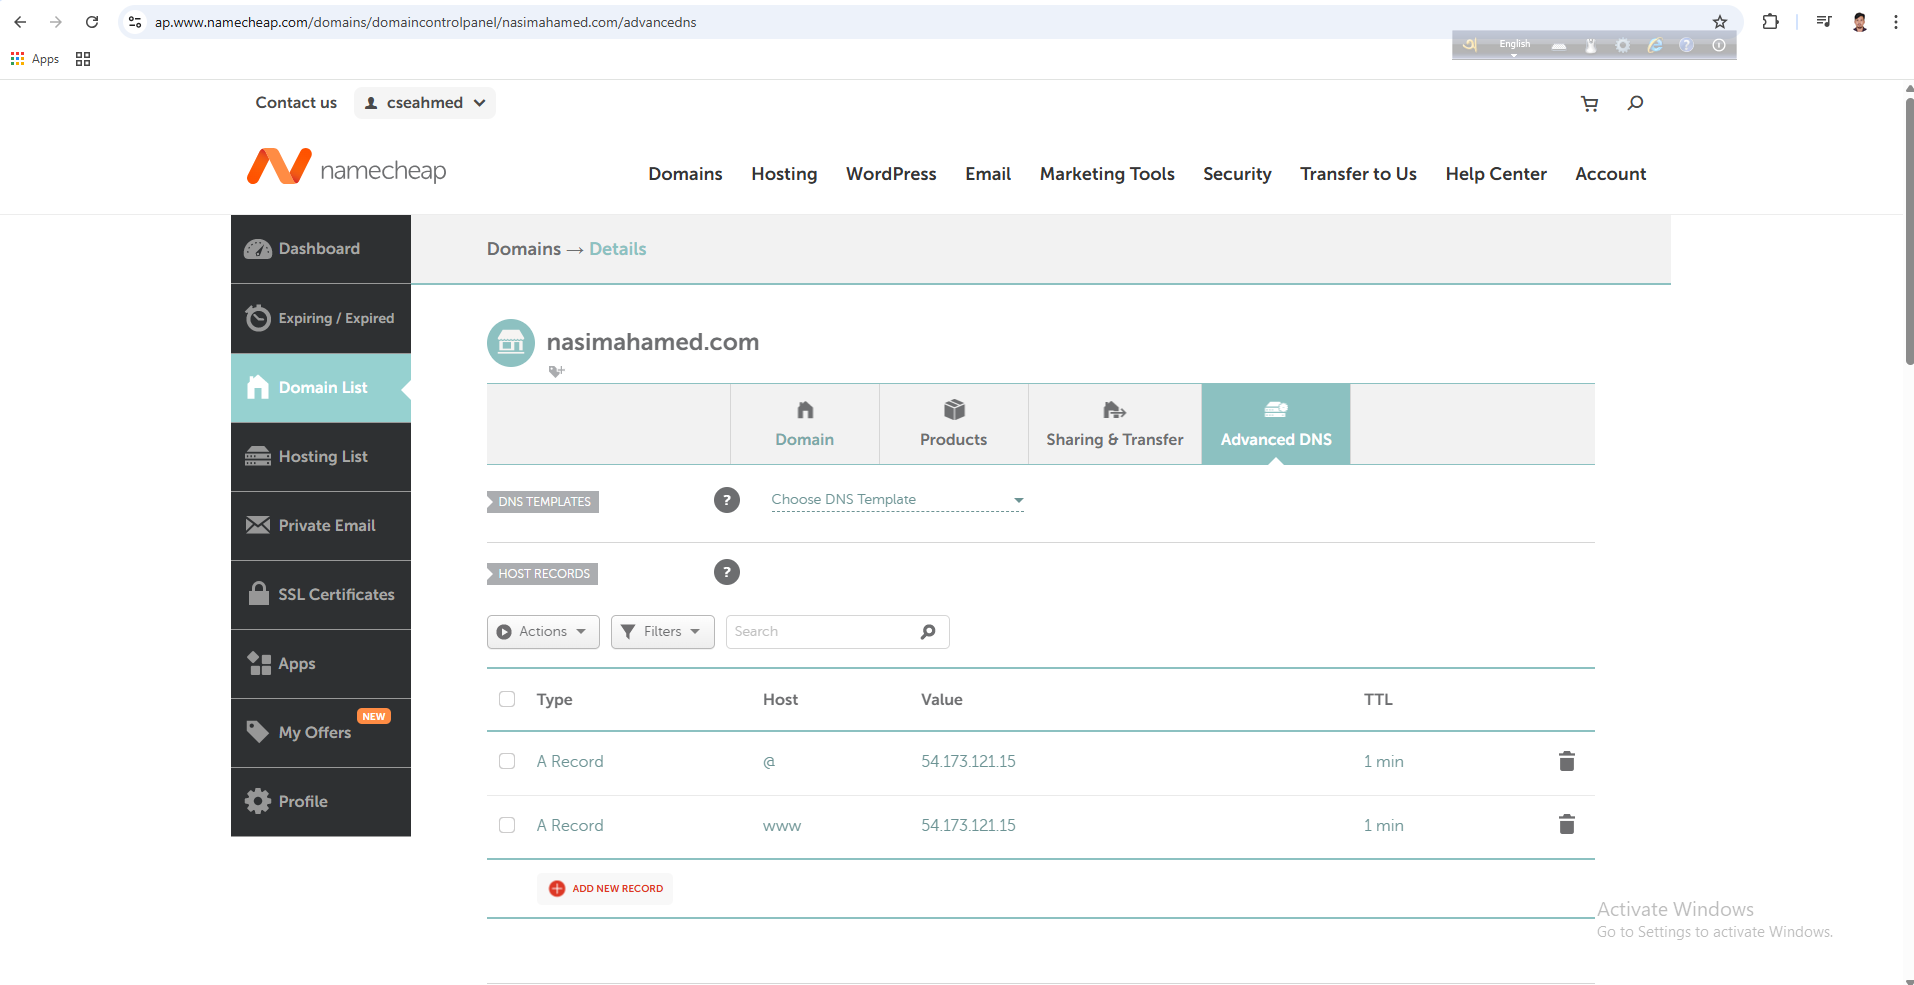 ap.www.namecheap.com/domains/domaincontrolpanel/nasimahamed.com/advancedns
Apps
English
Contact us
cseahmed
namecheap
Domains
Hosting
WordPress
Email
Marketing Tools
Security
Transfer to Us
Help Center
Account
Dashboard
Expiring / Expired
Domain List
Hosting List
Private Email
SSL Certificates
Apps
NEW
My Offers
Profile
Domains → Details
nasimahamed.com
Domain
Products
Sharing & Transfer
Advanced DNS
DNS TEMPLATES
?
Choose DNS Template
HOST RECORDS
?
Actions
Filters
Search
Type Host Value TTL
A Record @ 54.173.121.15 1 min
A Record www 54.173.121.15 1 min
ADD NEW RECORD
Activate Windows
Go to Settings to activate Windows.